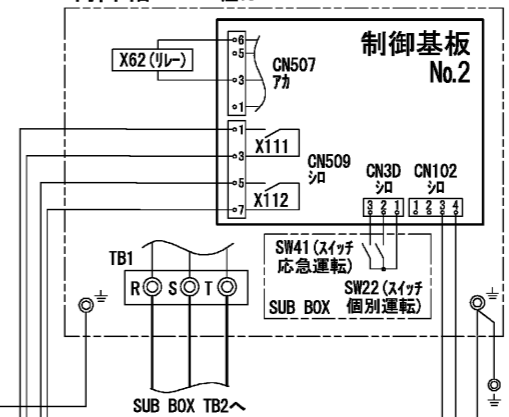 制御基板
No.2
X62(リレー)
6
5
3
1
CN507
アカ
1
3
5
7
X111
X112
CN509
シロ
CN3D
シロ
3 2 1
CN102
シロ
1 2 3 4
TB1
R S T
SW41(スイッチ
応急運転)
SW22(スイッチ
個別運転)
SUB BOX
SUB BOX TB2へ